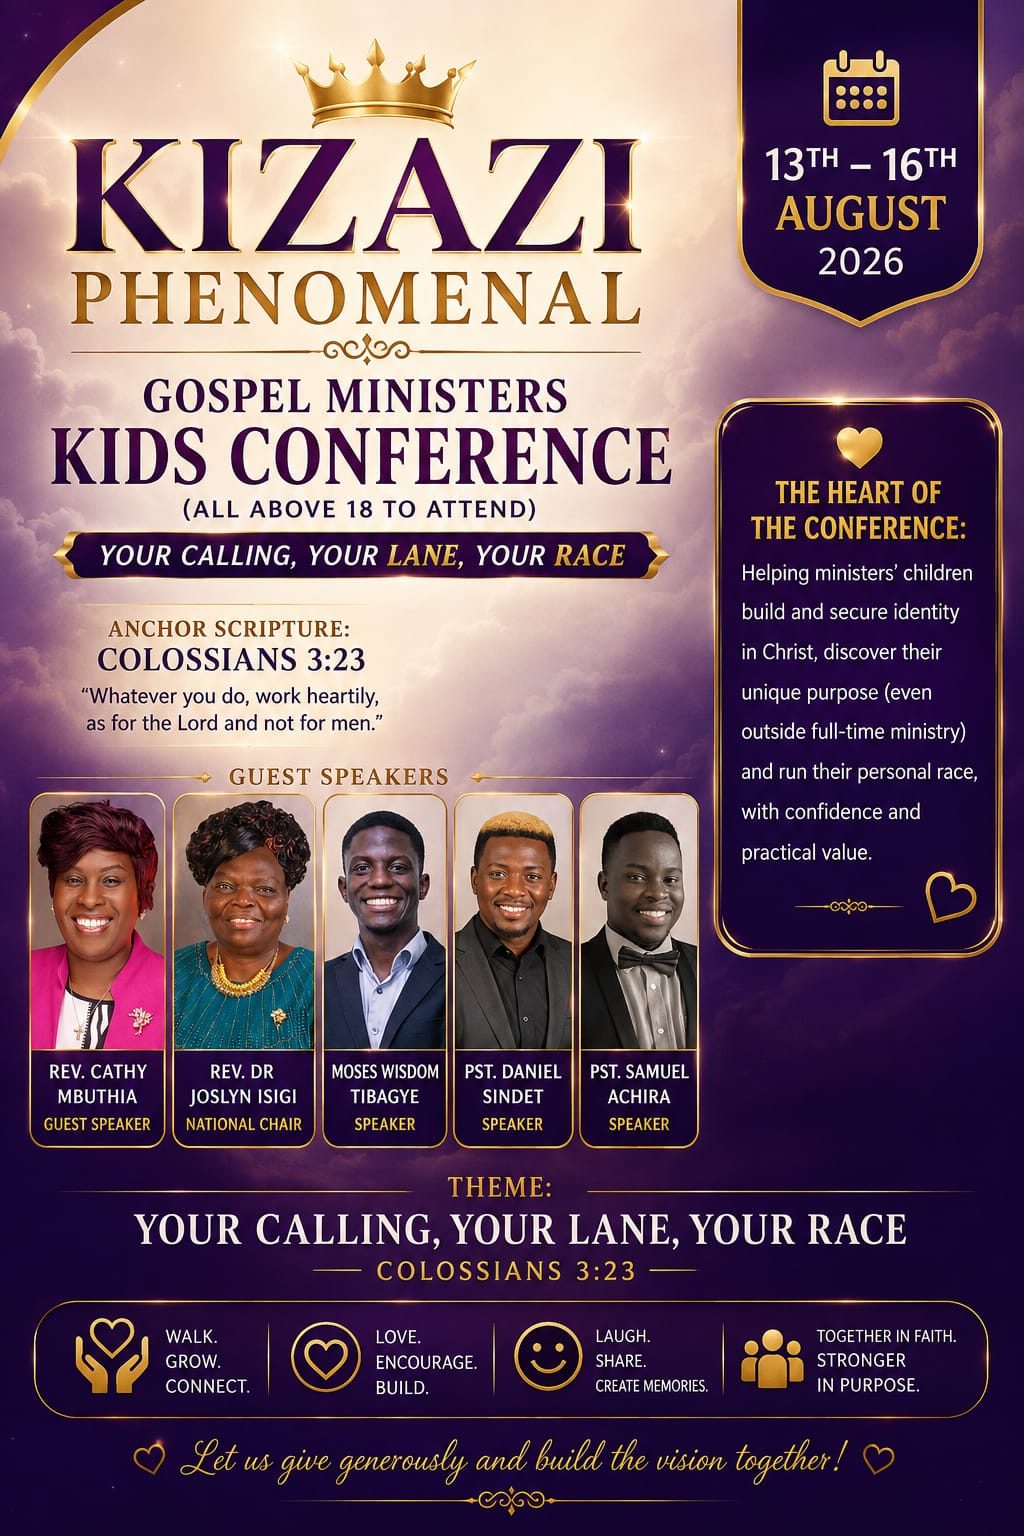 KIZAZI
PHENOMENAL
GOSPEL MINISTERS
KIDS CONFERENCE
(ALL ABOVE 18 TO ATTEND)
YOUR CALLING, YOUR LANE, YOUR RACE
13TH – 16TH
AUGUST
2026
THE HEART OF
THE CONFERENCE:
Helping ministers’ children
build and secure identity
in Christ, discover their
unique purpose (even
outside full-time ministry)
and run their personal race,
with confidence and
practical value.
ANCHOR SCRIPTURE:
COLOSSIANS 3:23
“Whatever you do, work heartily,
as for the Lord and not for men.”
GUEST SPEAKERS
REV. CATHY
MBUTHIA
GUEST SPEAKER
REV. DR
JOSLYN ISIGI
NATIONAL CHAIR
MOSES WISDOM
TIBAGYE
SPEAKER
PST. DANIEL
SINDET
SPEAKER
PST. SAMUEL
ACHIRA
SPEAKER
THEME:
YOUR CALLING, YOUR LANE, YOUR RACE
COLOSSIANS 3:23
WALK.
GROW.
CONNECT.
LOVE.
ENCOURAGE.
BUILD.
LAUGH.
SHARE.
CREATE MEMORIES.
TOGETHER IN FAITH.
STRONGER
IN PURPOSE.
Let us give generously and build the vision together!